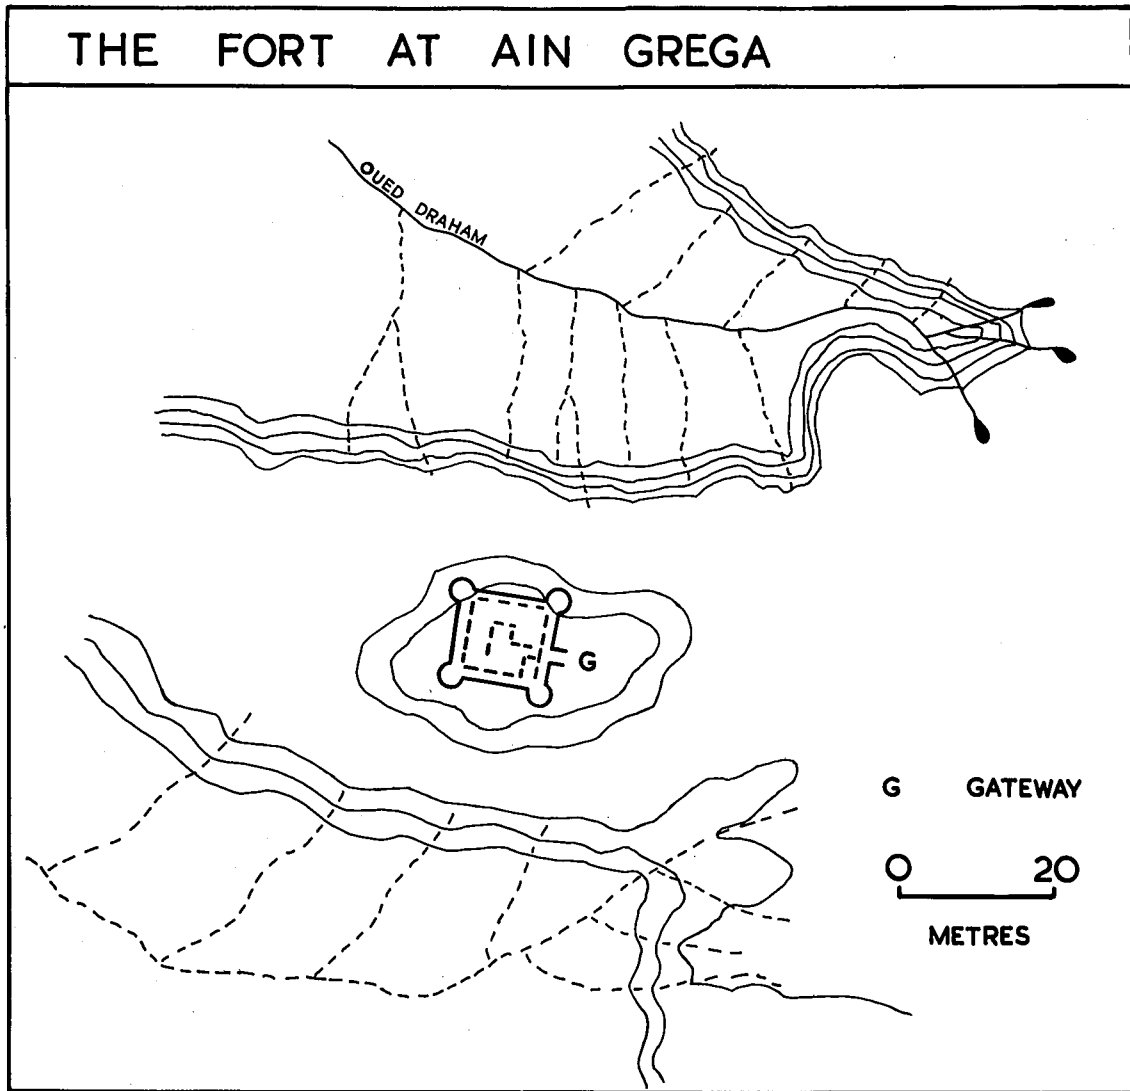 THE FORT AT AIN GREGA
OUED DRAHAM
G
G GATEWAY
0 20
METRES